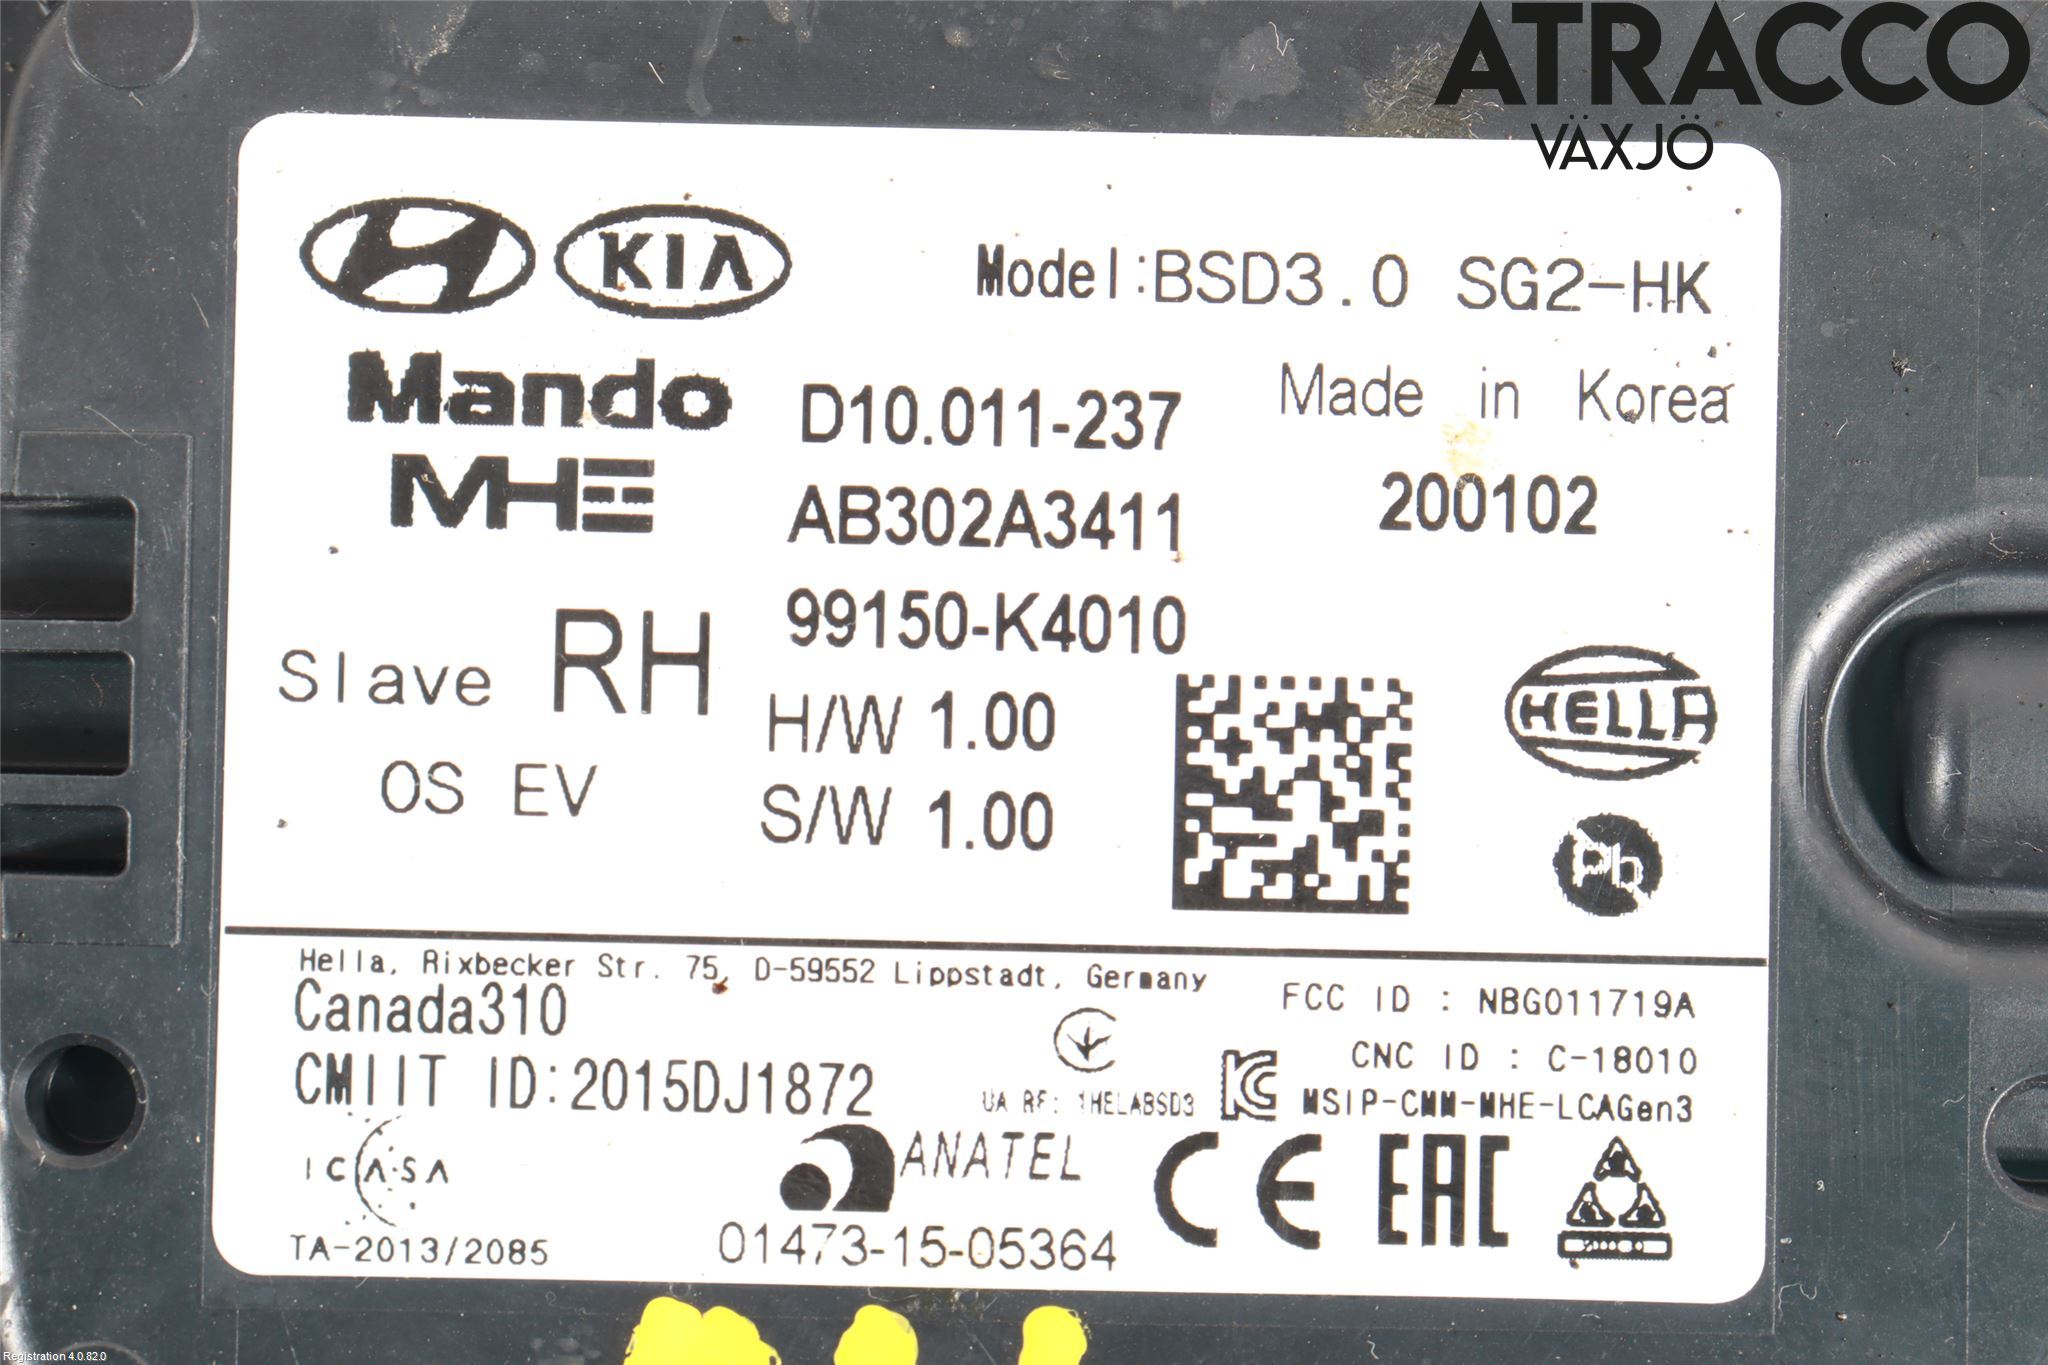 ATRACCO
VÄXJÖ
KIA
Model:BSD3.0 SG2-HK
Mando
D10.011-237
Made in Korea
MHE
AB302A3411
200102
99150-K4010
Slave RH
H/W 1.00
HELLA
OS EV
S/W 1.00
Pb
Hella, Rixbecker Str. 75, D-59552 Lippstadt, Germany
Canada310
FCC ID : NBG011719A
CMIIT ID:2015DJ1872
CNC ID : C-18010
UA RF: 1HELABSD3
MSIP-CMM-MHE-LCAGen3
ICASA
ANATEL
CE EAC
TA-2013/2085
01473-15-05364
Registration 4.0.82.0